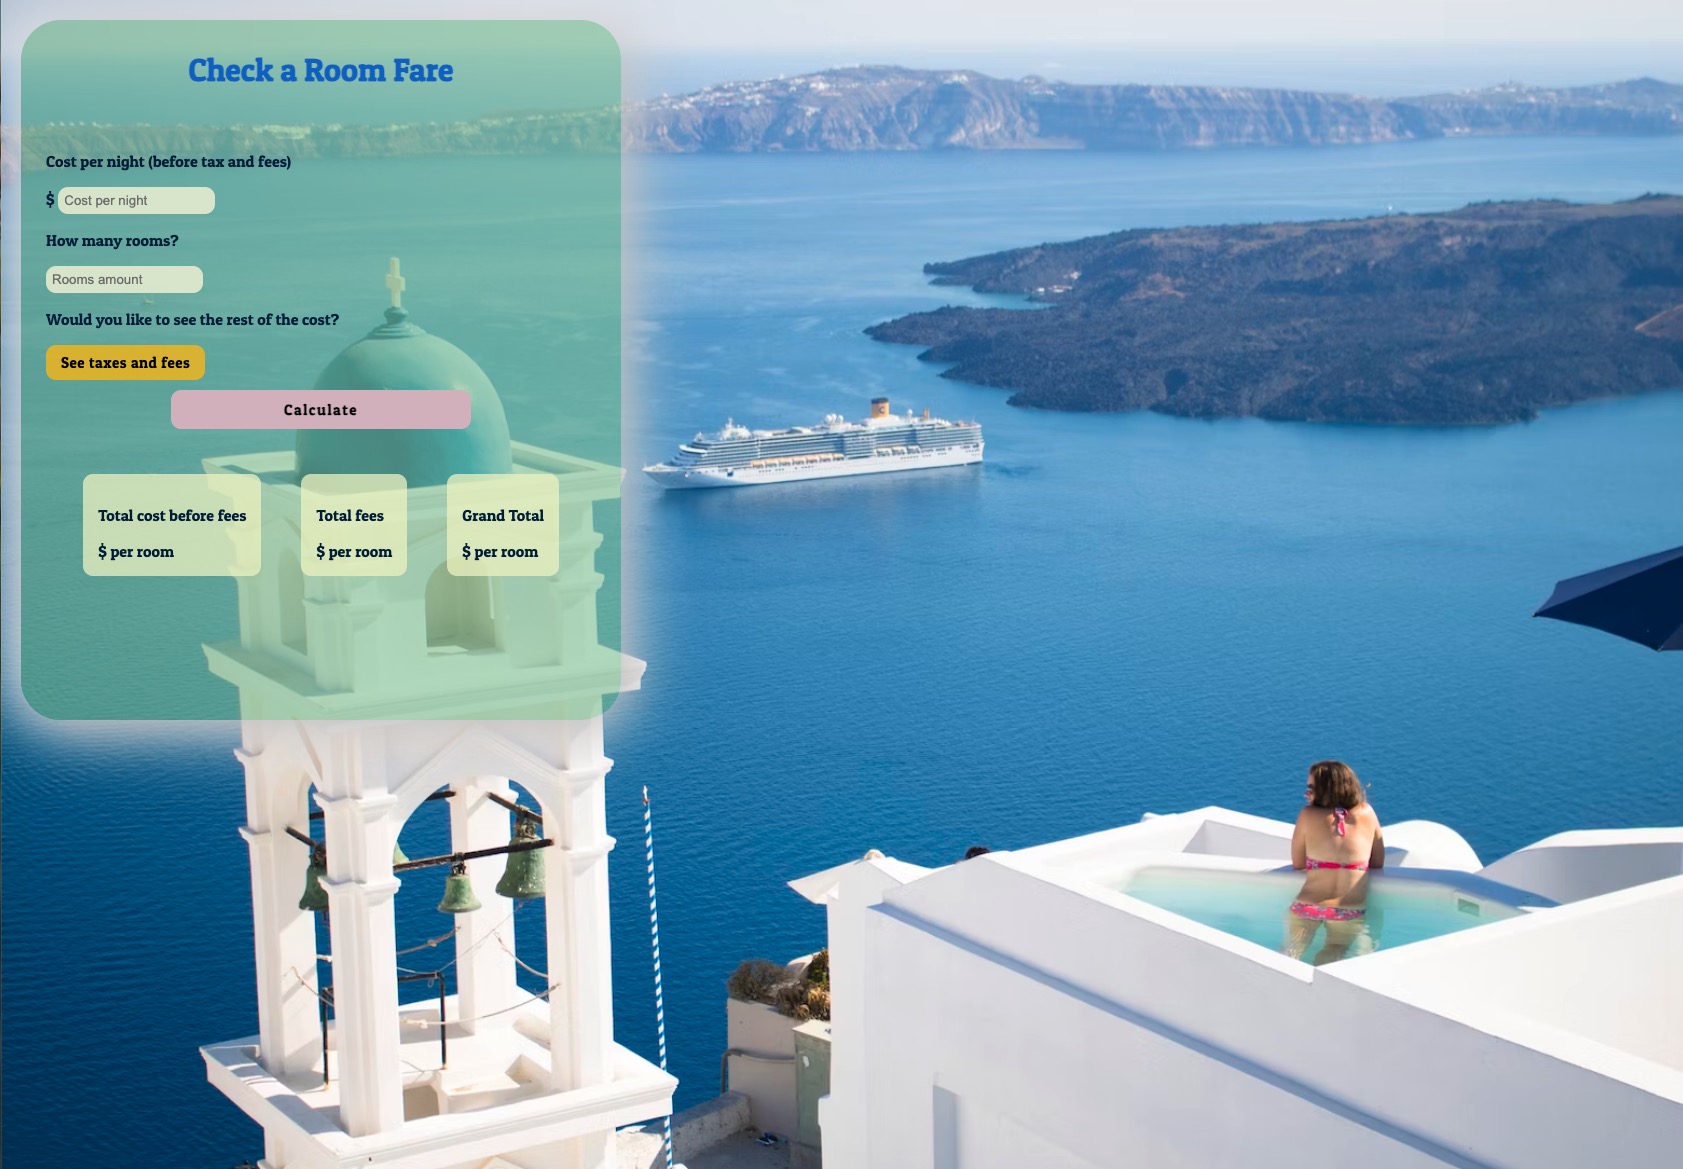 Check a Room Fare
Cost per night (before tax and fees)
$ Cost per night
How many rooms?
Rooms amount
Would you like to see the rest of the cost?
See taxes and fees
Calculate
Total cost before fees
$ per room
Total fees
$ per room
Grand Total
$ per room